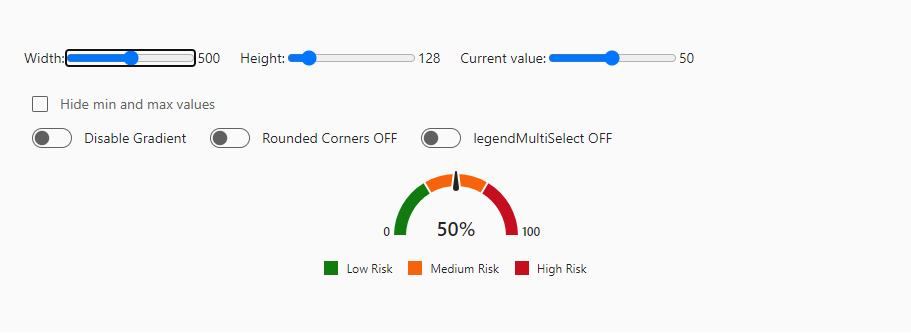 Width: 500 Height: 128 Current value: 50
Hide min and max values
Disable Gradient Rounded Corners OFF legendMultiSelect OFF
0 50% 100
Low Risk Medium Risk High Risk